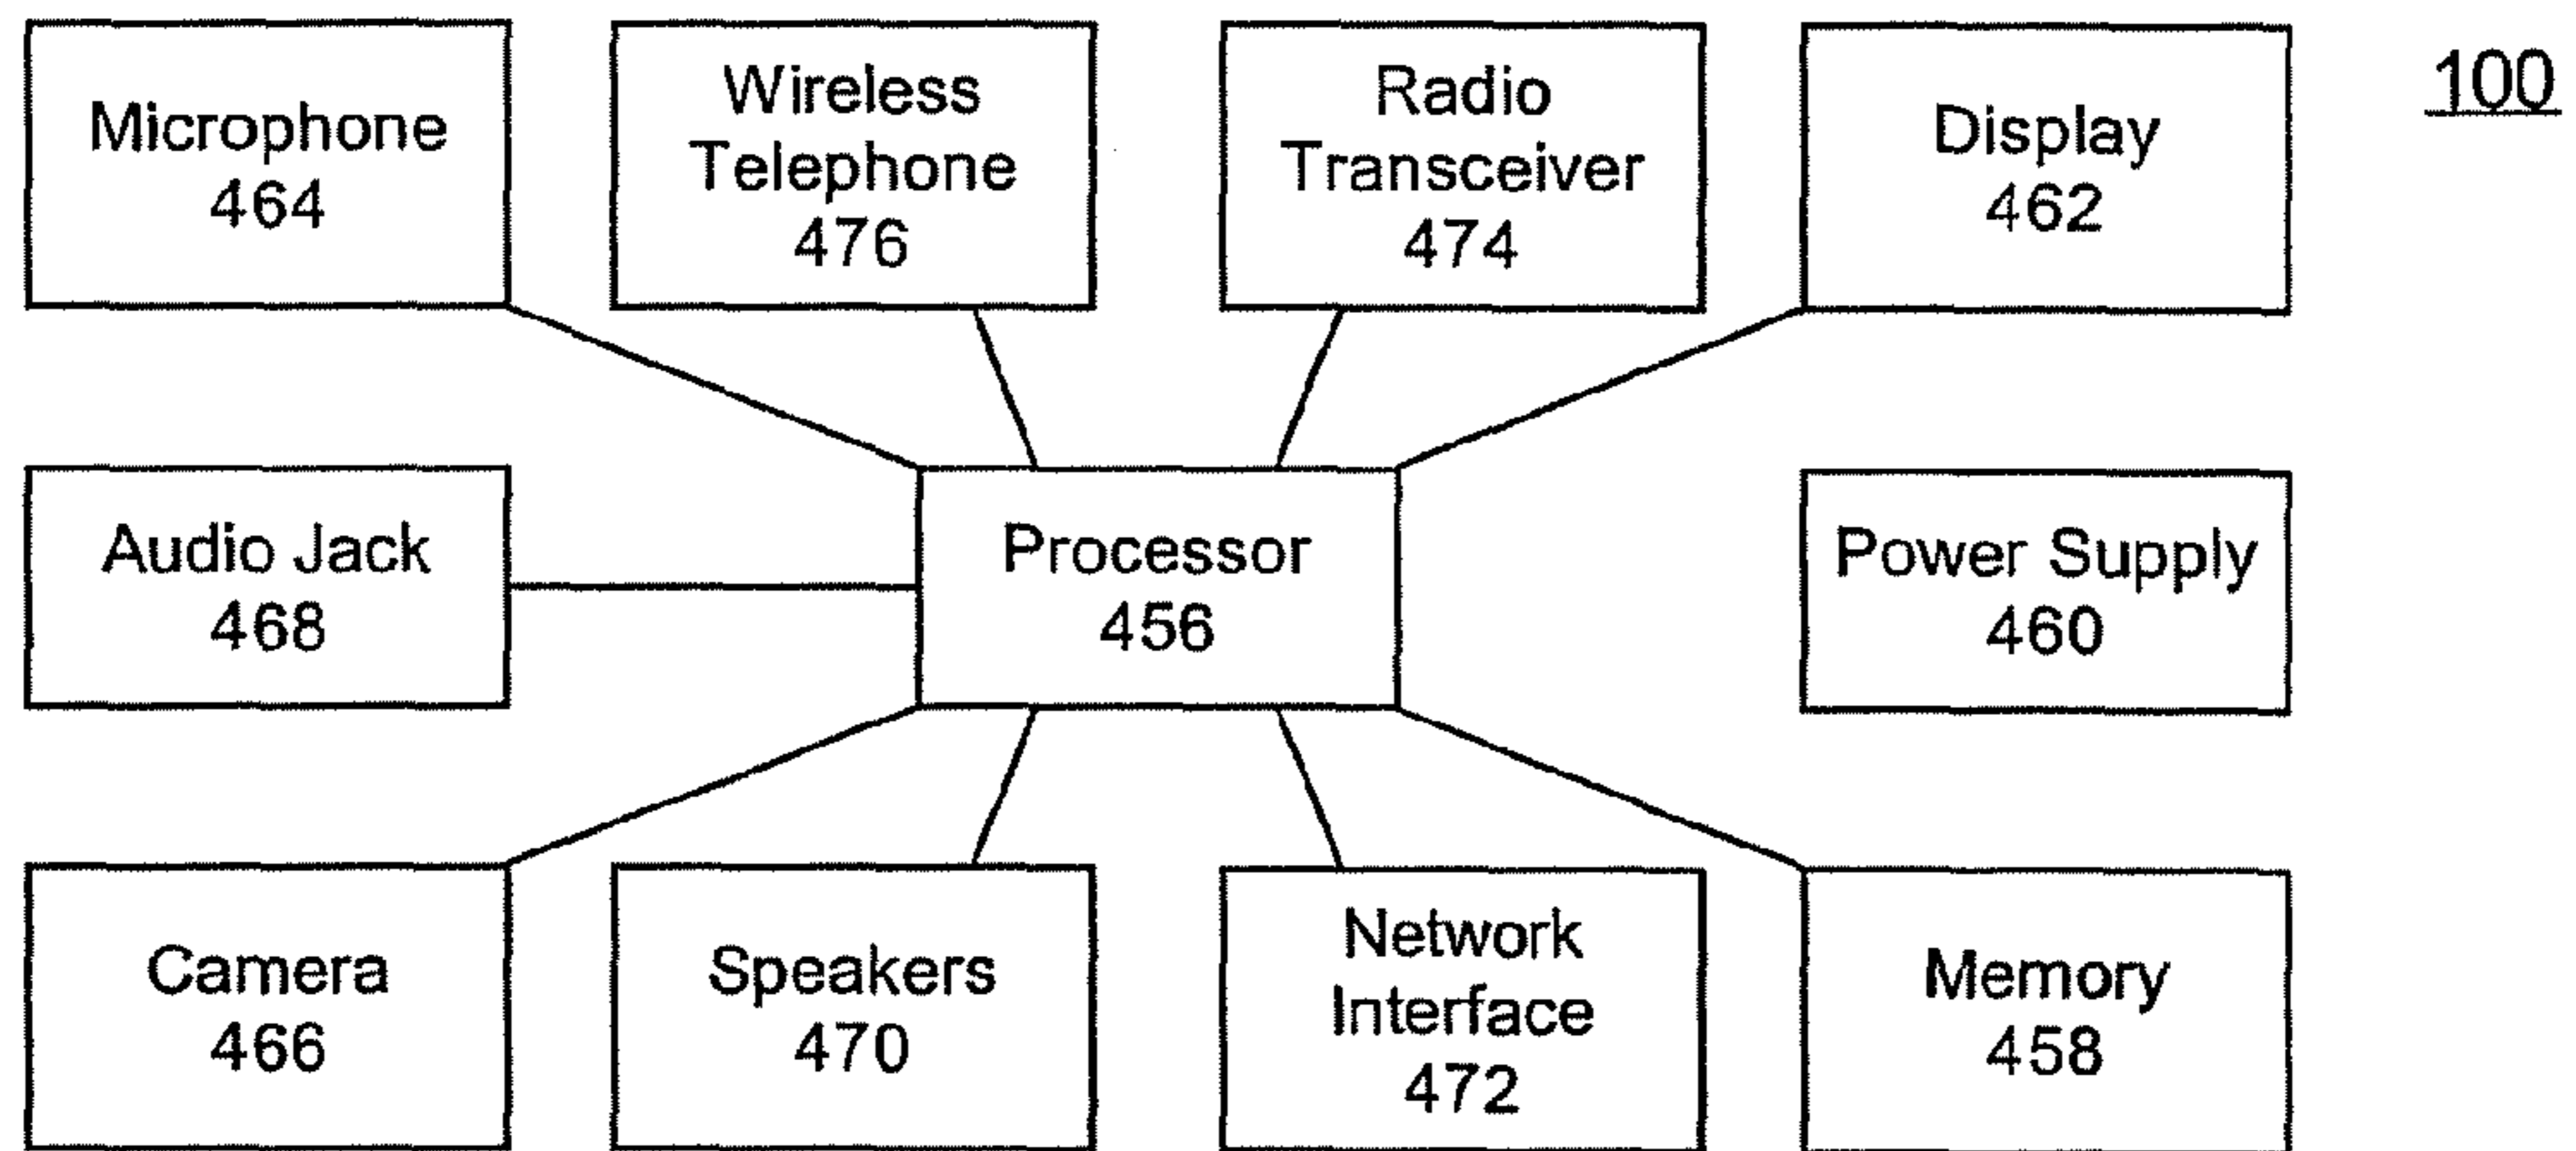 Microphone
464
Wireless
Telephone
476
Radio
Transceiver
474
Display
462
100
Audio Jack
468
Processor
456
Power Supply
460
Camera
466
Speakers
470
Network
Interface
472
Memory
458